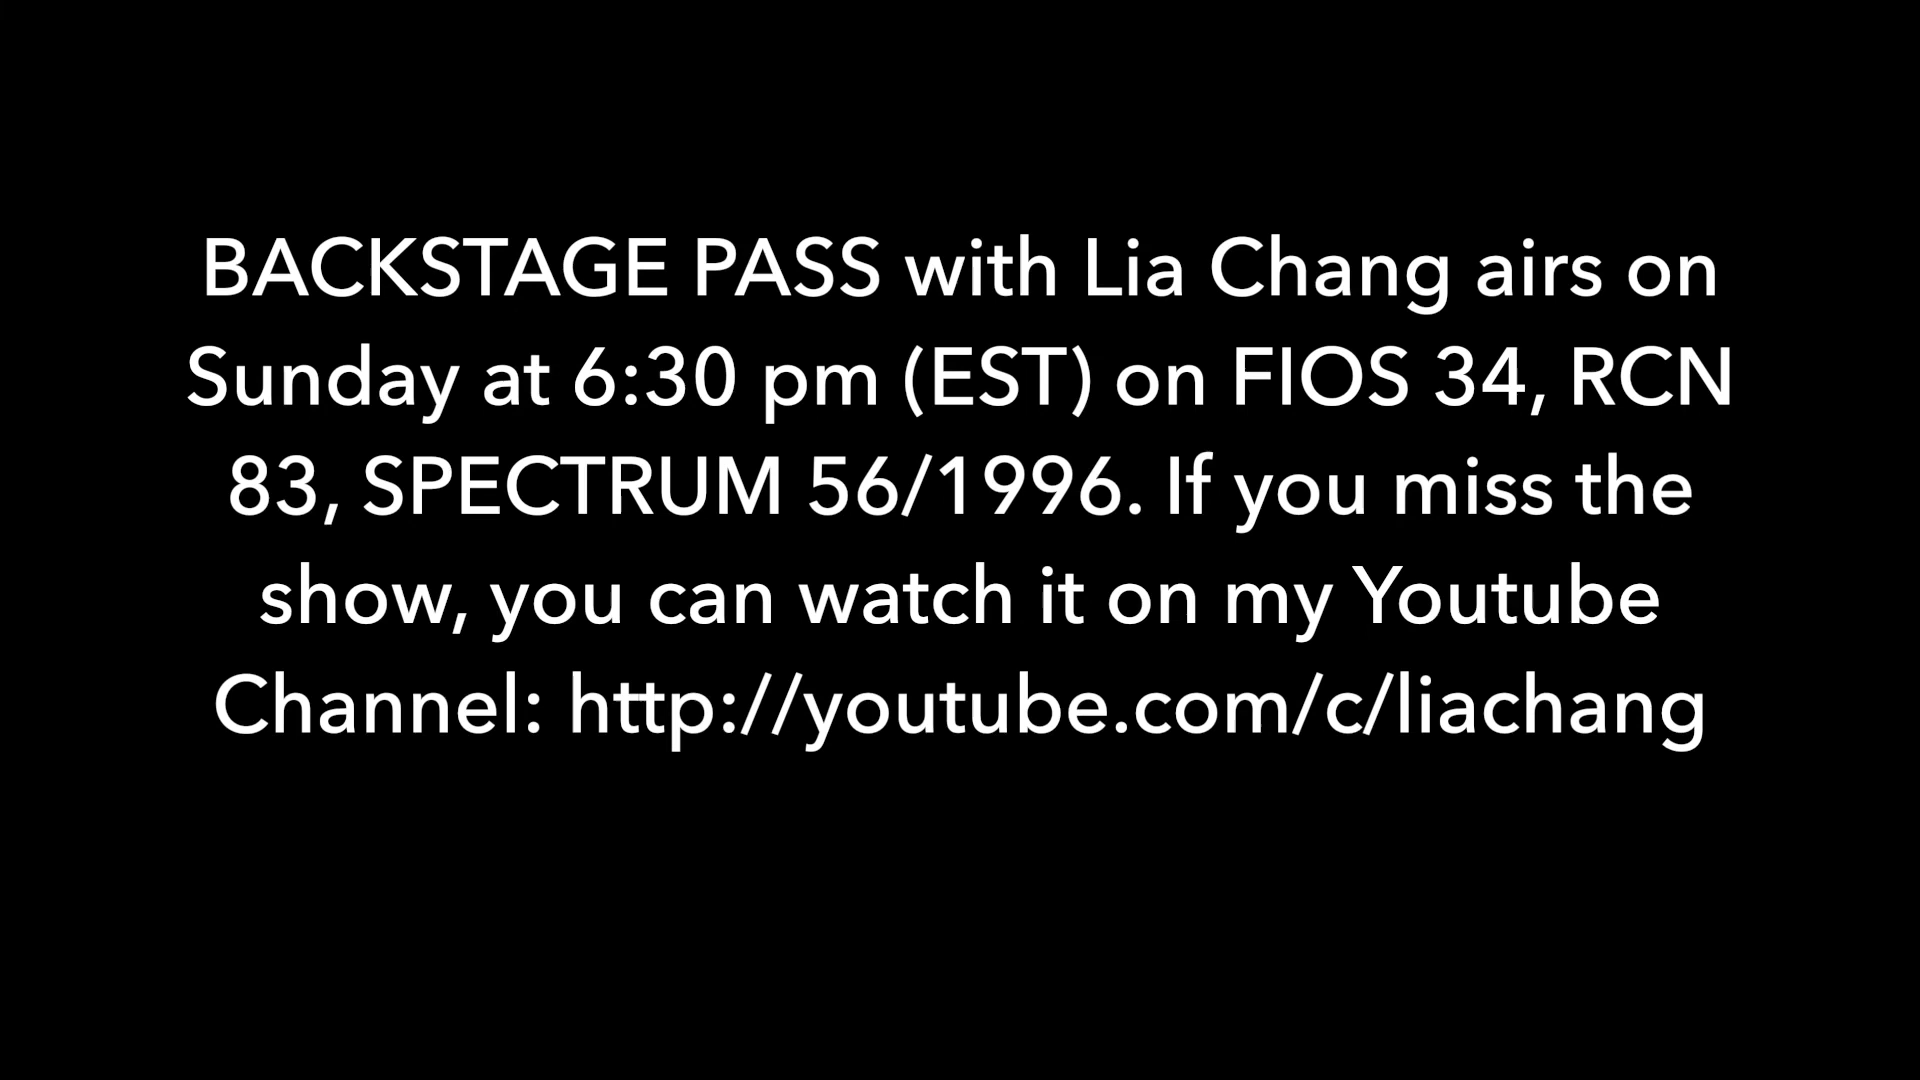 BACKSTAGE PASS with Lia Chang airs on
Sunday at 6:30 pm (EST) on FIOS 34, RCN
83, SPECTRUM 56/1996. If you miss the
show, you can watch it on my Youtube
Channel: http://youtube.com/c/liachang